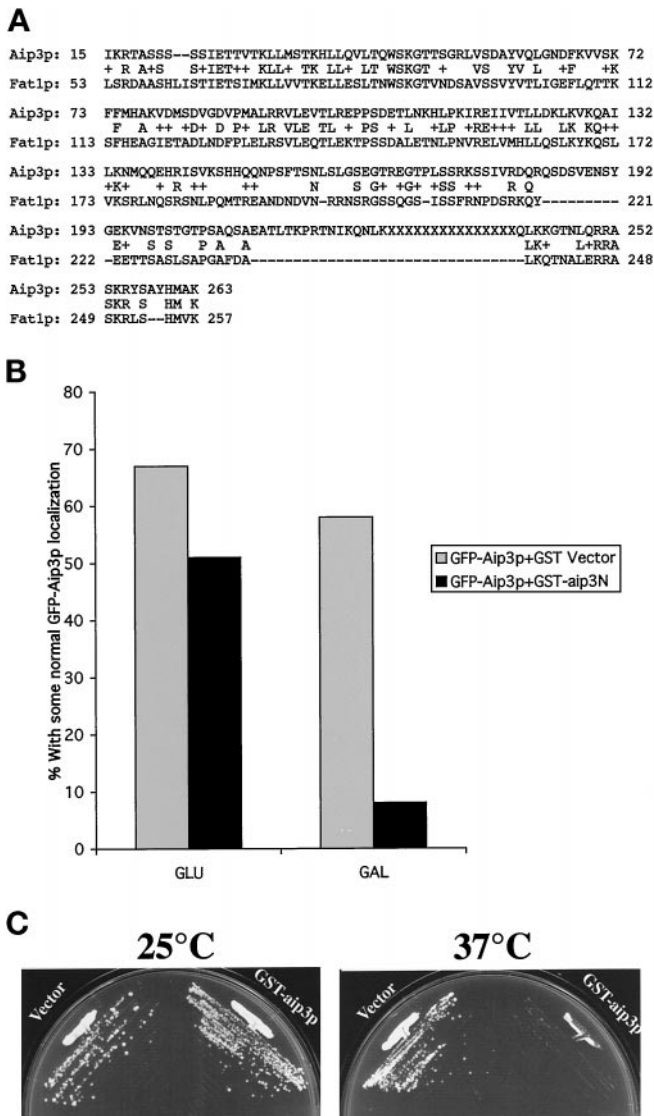 A
Aip3p: 15 IKRTASSS--SSIETTVTKLLMSTKHLLQVLTQWSKGTTSGRLVSDAYVQLGNDFKVVSK 72
+ R A+S S+IET++ KLL+ TK LL+ LT WSKGT + VS YV L +F +K
Fat1p: 53 LSRDAASHLISTIETSIMKLLVVTKELLESLTNWSKGTVNDSAVSSVYVTLIGEFLQTTK 112
Aip3p: 73 FFMHAKVDMSDVGDVPMALRRVLEVTLREPPSDETLNKHLPKIREIIVTLLDKLKVKQAI 132
F A ++ +D+ DP+ LR VLE TL+ +PS +L +LP +RE+++ LL LK KQ++
Fat1p: 113 SFHEAGIETADLNDFPLELRSVLEQTLEKTPSSDALETNLPNVRELVMHLLQSLKYKQSL 172
Aip3p: 133 LKNMQQEHRISVKSHHQQNPSFTSNLSLGSEGTREGTPLSSRKSSIVRDQRQSDSVENSY 192
+K+ + R ++ ++ N S G+ +G+ +SS ++ R Q
Fat1p: 173 VKSRLNQSRSNLPQMTREANDNDVN-RRNSRGSSQGS-ISSFRNPDSRKQY--------- 221
Aip3p: 193 GEKVNSTSTGTPSAQSAEATLTKPRTNIKQNLKXXXXXXXXXXXXXXXXQLKKGTNLQRRA 252
E+ S S P A A LK+ L+RRA
Fat1p: 222 -EETTSASLSAPGAFDA------------------------------LKQTNALERRA 248
Aip3p: 253 SKRYSAYHMAK 263
SKR S HM K
Fat1p: 249 SKRLS--HMVK 257
B
80
70
60
50
40
30
20
10
0
% With some normal GFP-Aip3p localization
GFP-Aip3p+GST Vector
GFP-Aip3p+GST-aip3N
GLU GAL
C
25°C 37°C
Vector GST-aip3p Vector GST-aip3p